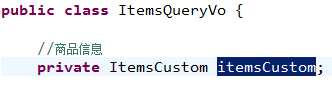 public class ItemsQueryVo {
//商品信息
private ItemsCustom itemsCustom;